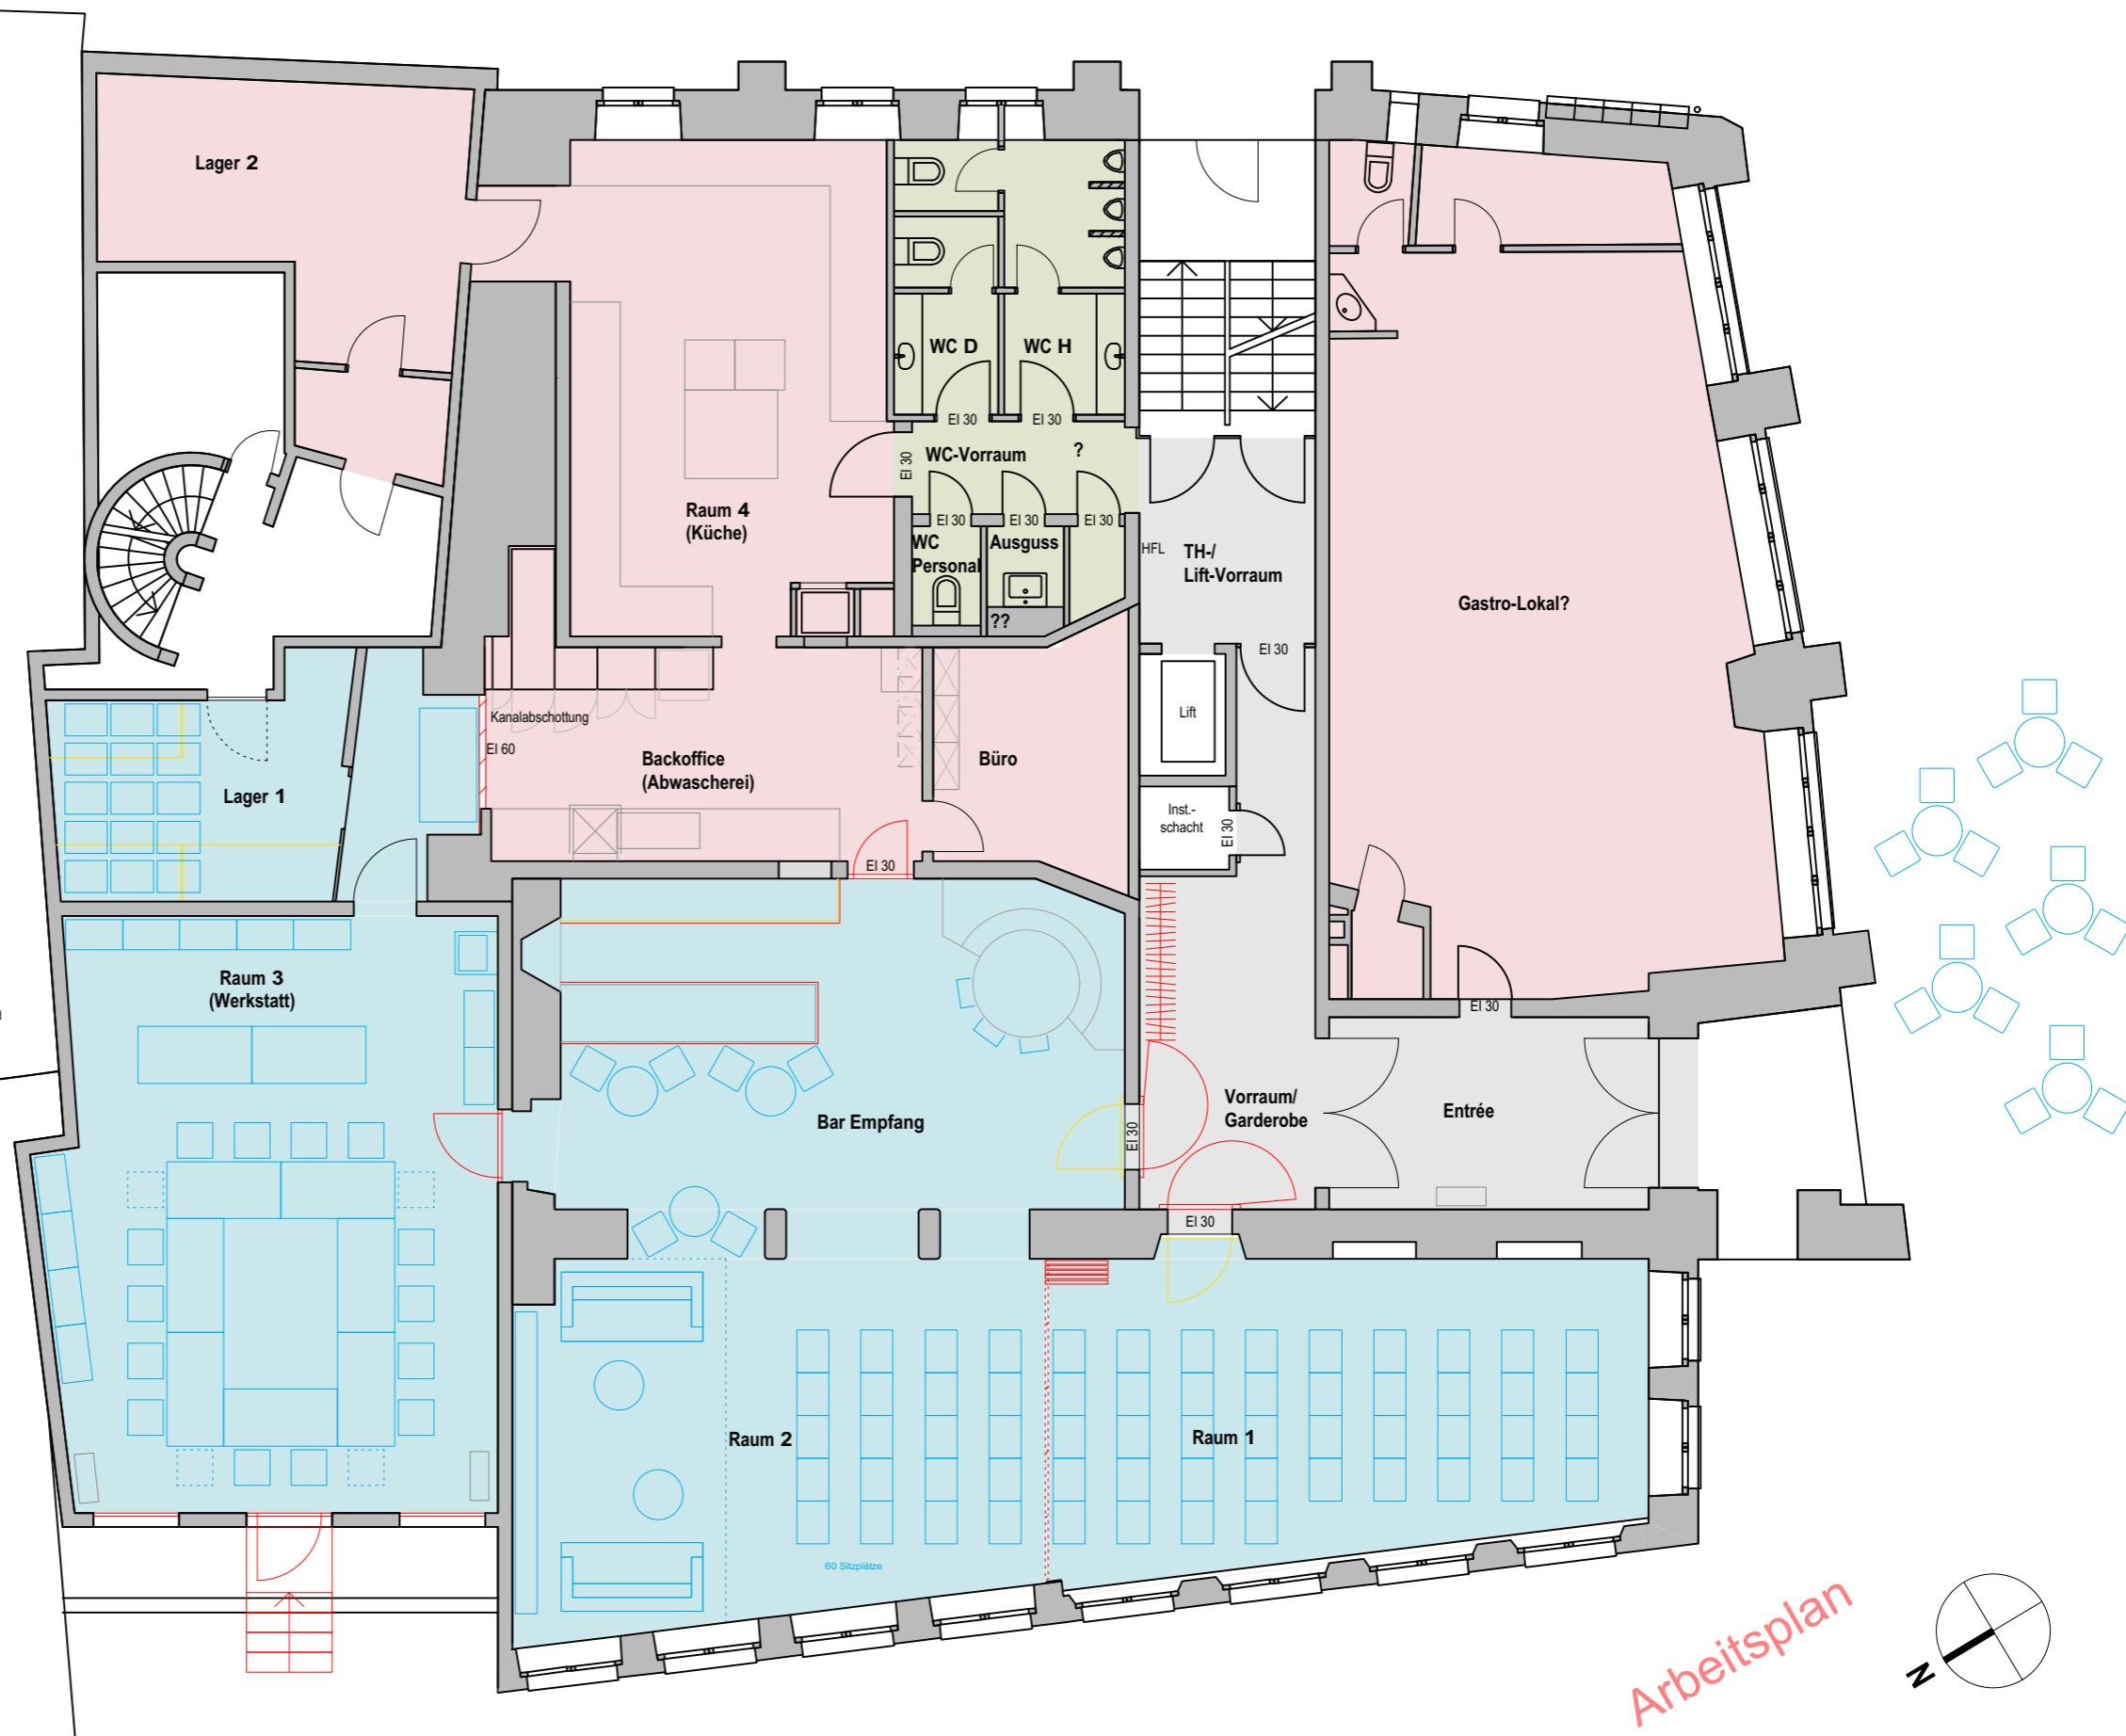 Lager 2
WC D
WC H
EI 30
EI 30
WC-Vorraum
?
EI 30
Raum 4
(Küche)
EI 30
EI 30
EI 30
WC
Personal
Ausguss
??
HFL
TH-/
Lift-Vorraum
Gastro-Lokal?
EI 30
Lift
Kanalabschottung
EI 60
Backoffice
(Abwascherei)
Büro
Lager 1
Inst.-
schacht
EI 30
EI 30
Raum 3
(Werkstatt)
EI 30
Bar Empfang
EI 30
Vorraum/
Garderobe
Entrée
EI 30
Raum 2
Raum 1
60 Sitzplätze
Arbeitsplan
N